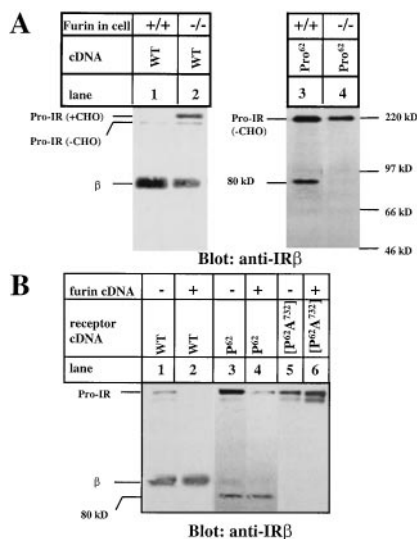 A
Furin in cell +/+ -/- +/+ -/-
cDNA WT WT Pro⁶² Pro⁶²
lane 1 2 3 4
Pro-IR (+CHO)
Pro-IR (-CHO)
β
Pro-IR (-CHO)
80 kD
220 kD
97 kD
66 kD
46 kD
Blot: anti-IRβ
B
furin cDNA - + - + - +
receptor cDNA WT WT P⁶² P⁶² [P⁶²A⁷³²] [P⁶²A⁷³²]
lane 1 2 3 4 5 6
Pro-IR
β
80 kD
Blot: anti-IRβ